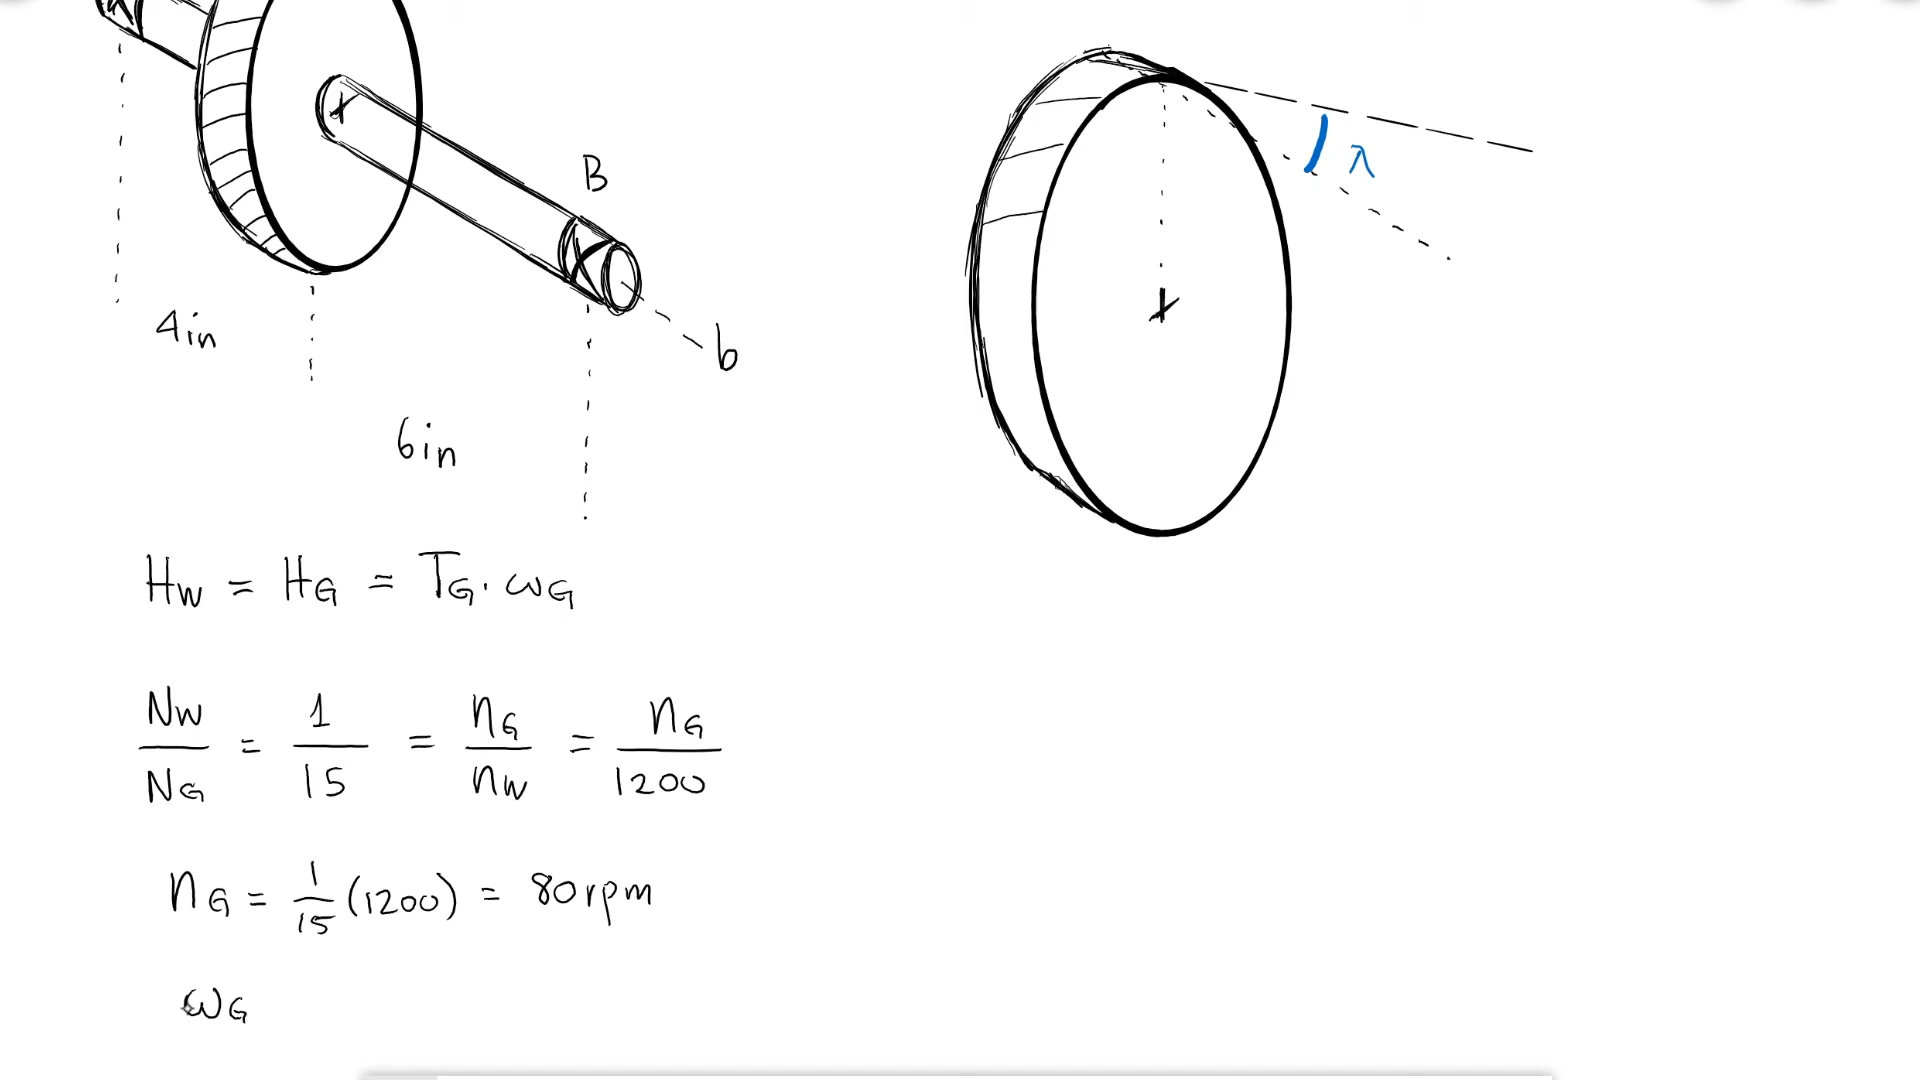 B
λ
4in
b
6in
HW = HG = TG · ωG
NW/NG = 1/15 = nG/nW = nG/1200
nG = 1/15 (1200) = 80rpm
ωG